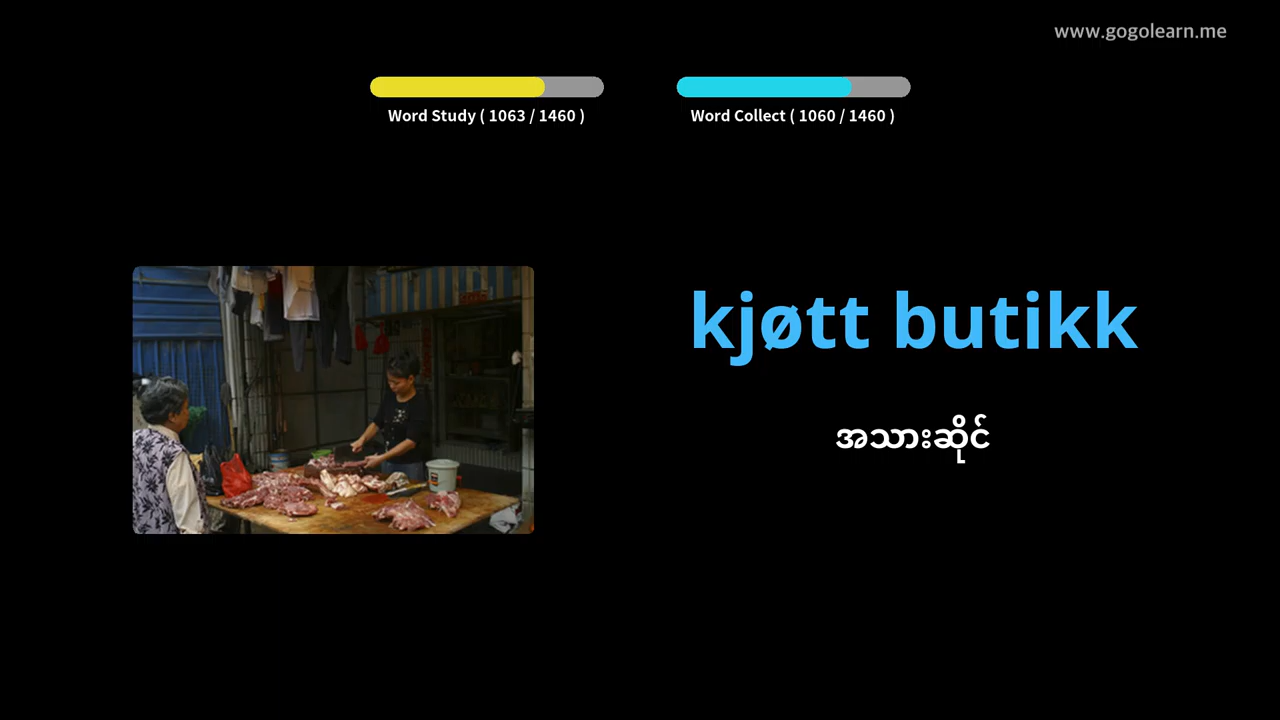 www.gogolearn.me
Word Study ( 1063 / 1460 )
Word Collect ( 1060 / 1460 )
kjøtt butikk
အသားဆိုင်